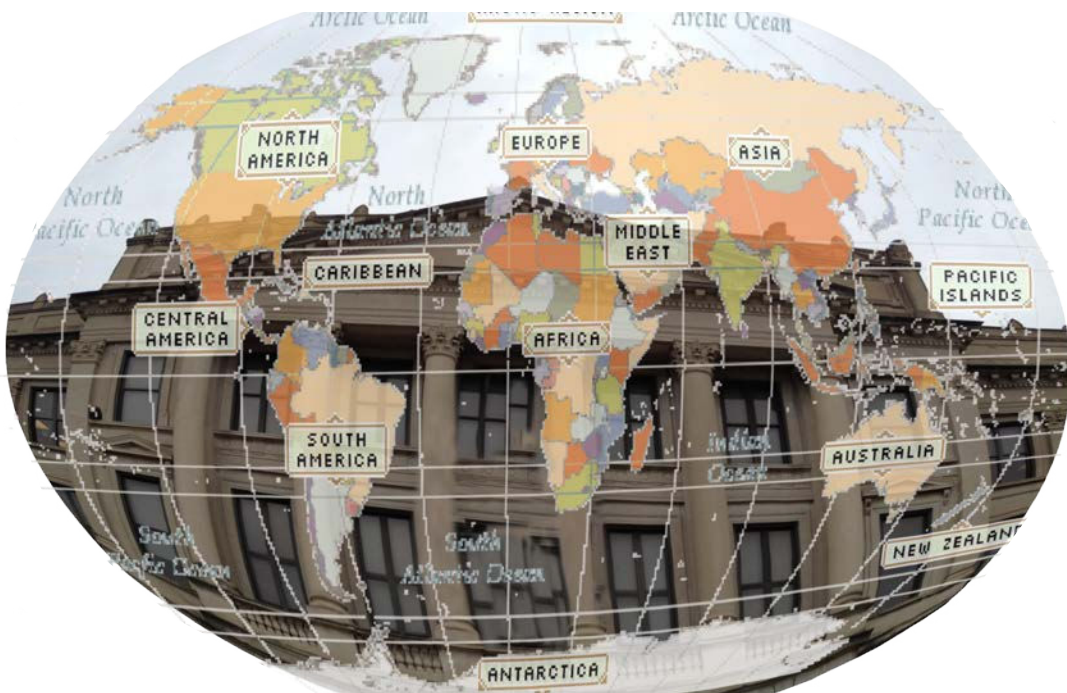 Arctic Ocean
Arctic Ocean
NORTH
AMERICA
EUROPE
ASIA
North
Pacific Ocean
North
Atlantic Ocean
North
Pacific Ocean
MIDDLE
EAST
CARIBBEAN
PACIFIC
ISLANDS
CENTRAL
AMERICA
AFRICA
SOUTH
AMERICA
Indian
Ocean
AUSTRALIA
South
Pacific Ocean
South
Atlantic Ocean
NEW ZEALAND
ANTARCTICA